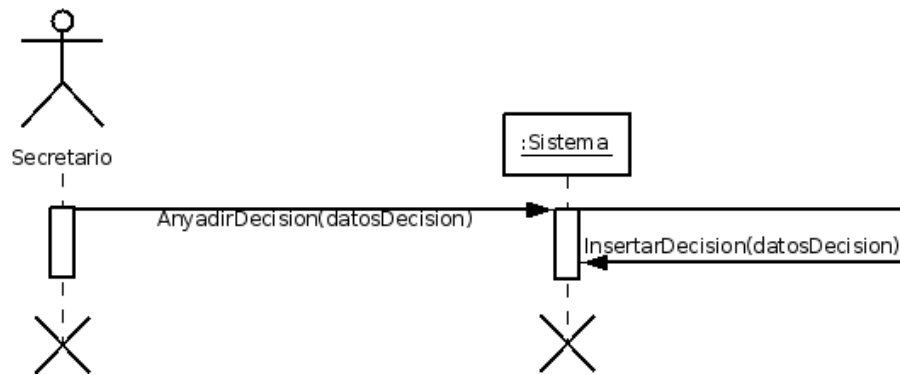 Secretario
:Sistema
AnyadirDecision(datosDecision)
InsertarDecision(datosDecision)